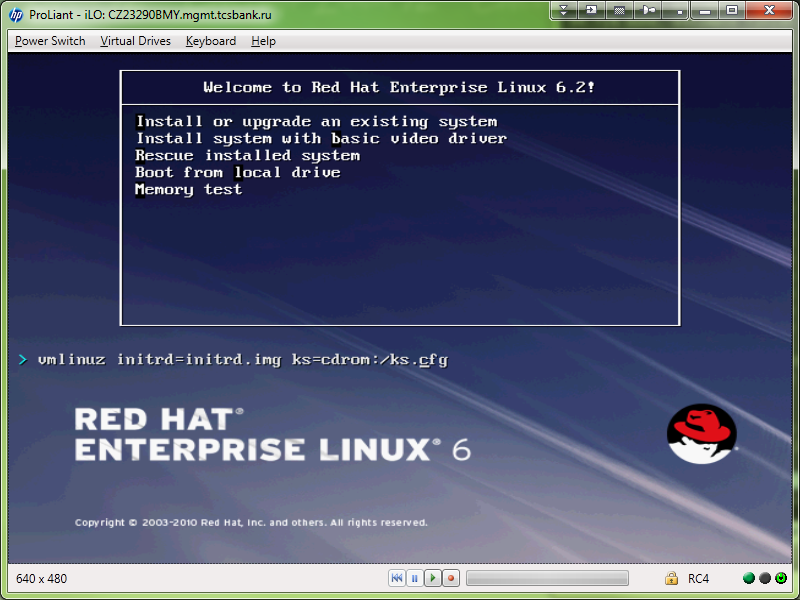 ProLiant - iLO: CZ23290BMY.mgmt.tcsbank.ru
Power Switch Virtual Drives Keyboard Help
Welcome to Red Hat Enterprise Linux 6.2!
Install or upgrade an existing system
Install system with basic video driver
Rescue installed system
Boot from local drive
Memory test
> vmlinuz initrd=initrd.img ks=cdrom:/ks.cfg
RED HAT®
ENTERPRISE LINUX® 6
Copyright © 2003-2010 Red Hat, Inc. and others. All rights reserved.
640 x 480 RC4